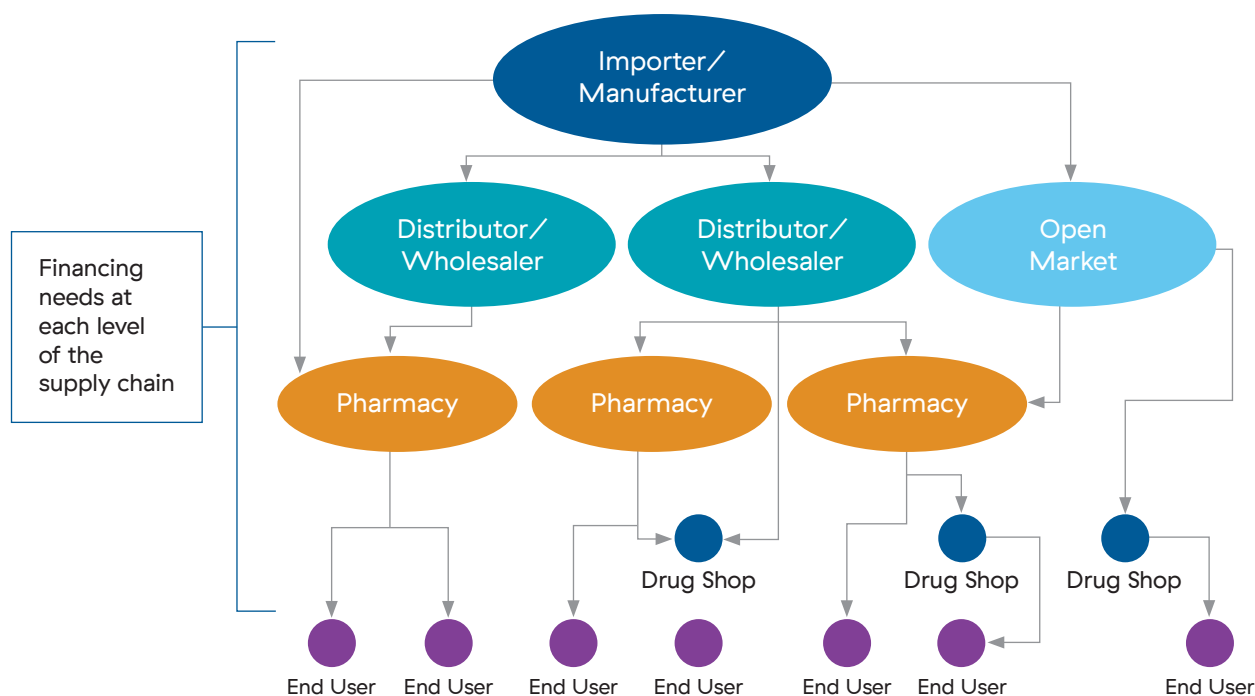 Importer/
Manufacturer
Distributor/
Wholesaler
Distributor/
Wholesaler
Open
Market
Financing
needs at
each level
of the
supply chain
Pharmacy
Pharmacy
Pharmacy
Drug Shop
Drug Shop
Drug Shop
End User
End User
End User
End User
End User
End User
End User